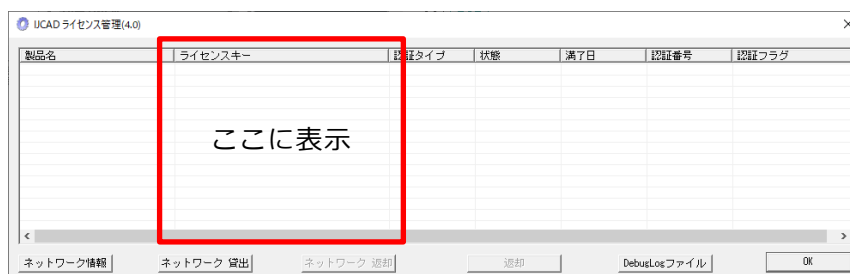 IJCAD ライセンス管理(4.0)
製品名 ライセンスキー 認証タイプ 状態 満了日 認証番号 認証フラグ
ここに表示
ネットワーク情報 ネットワーク 貸出 ネットワーク 返却 返却 DebugLogファイル OK